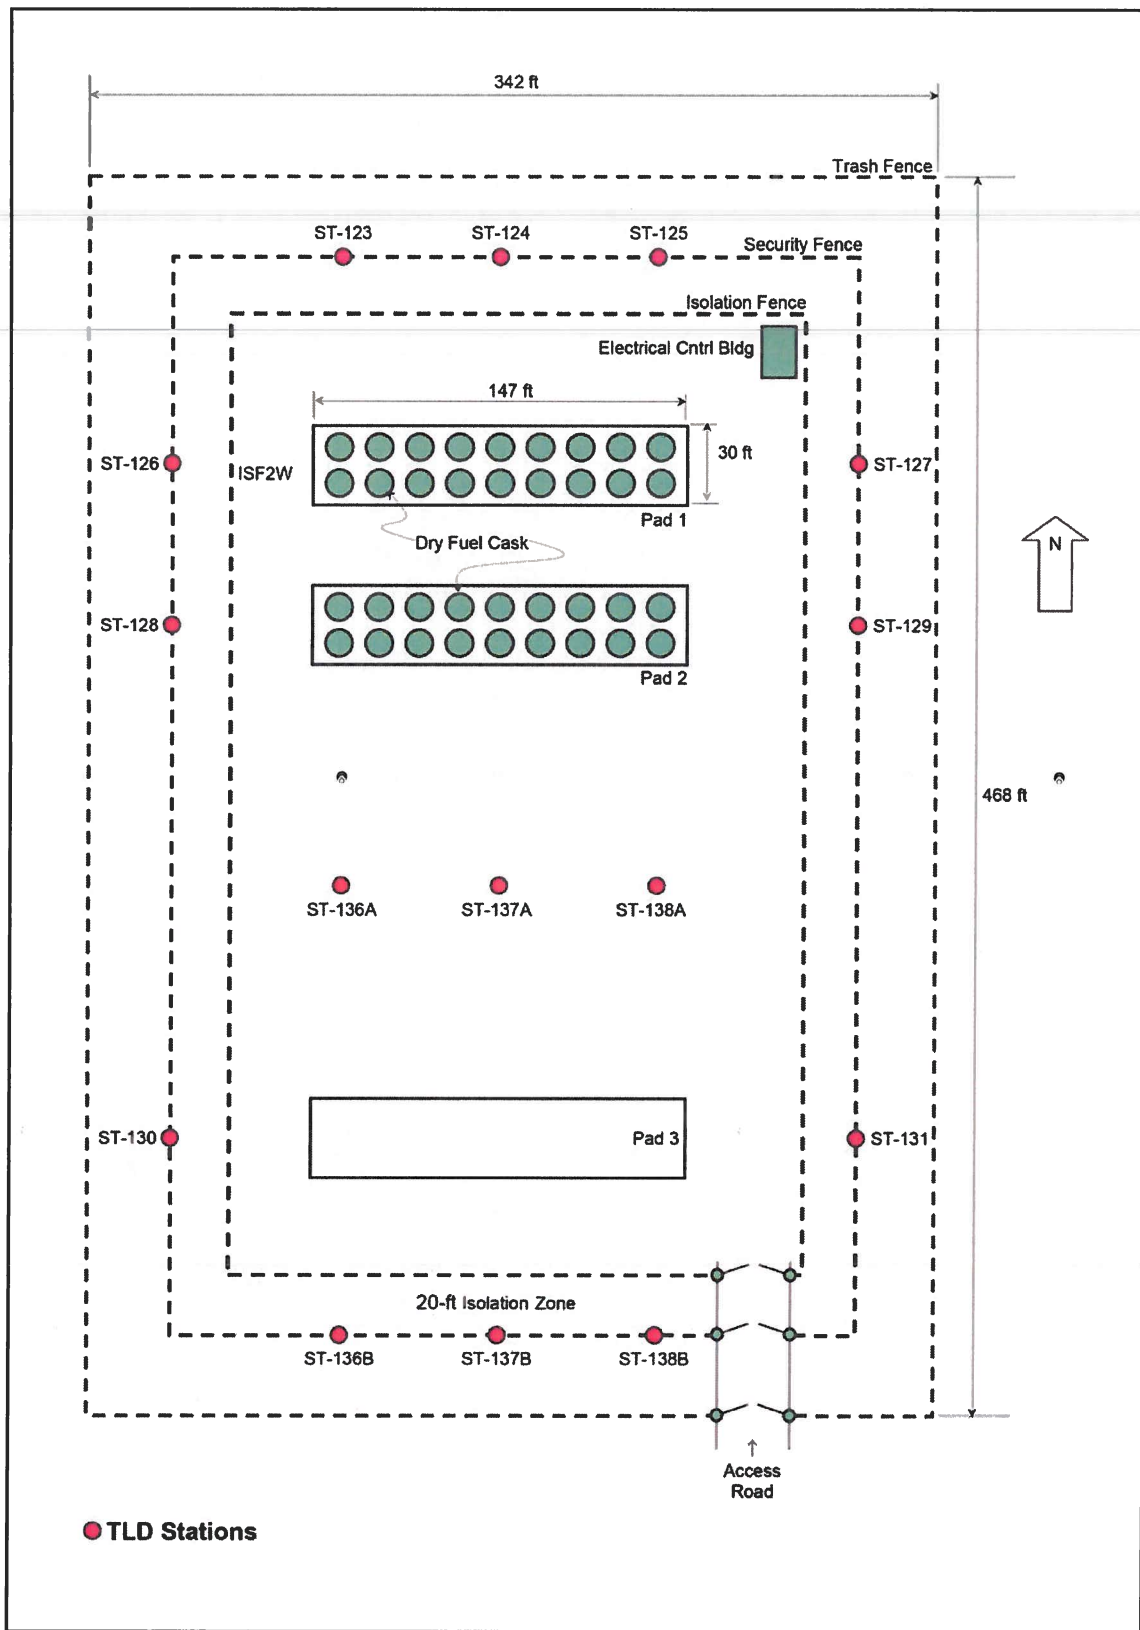 342 ft
Trash Fence
ST-123
ST-124
ST-125
Security Fence
Isolation Fence
Electrical Cntrl Bldg
147 ft
30 ft
ST-126
ISF2W
ST-127
Pad 1
Dry Fuel Cask
N
ST-128
ST-129
Pad 2
468 ft
ST-136A
ST-137A
ST-138A
ST-130
Pad 3
ST-131
20-ft Isolation Zone
ST-136B
ST-137B
ST-138B
Access
Road
TLD Stations